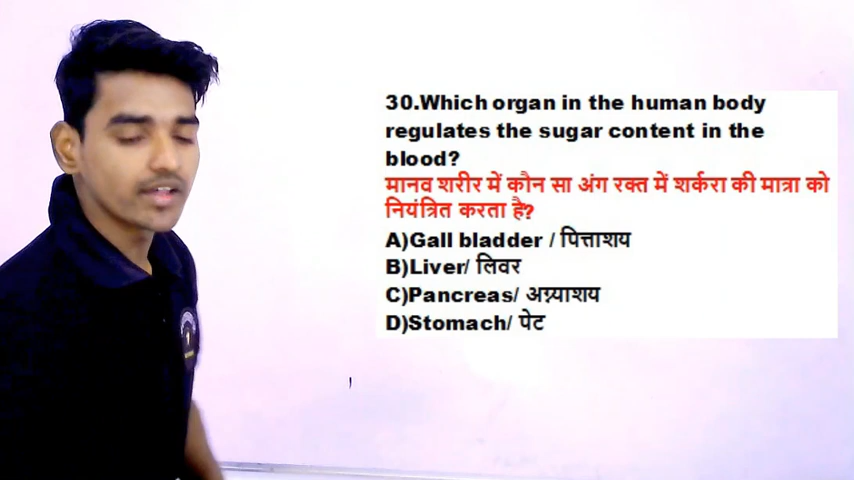 30.Which organ in the human body
regulates the sugar content in the
blood?
मानव शरीर में कौन सा अंग रक्त में शर्करा की मात्रा को
नियंत्रित करता है?
A)Gall bladder / पित्ताशय
B)Liver/ लिवर
C)Pancreas/ अग्न्याशय
D)Stomach/ पेट